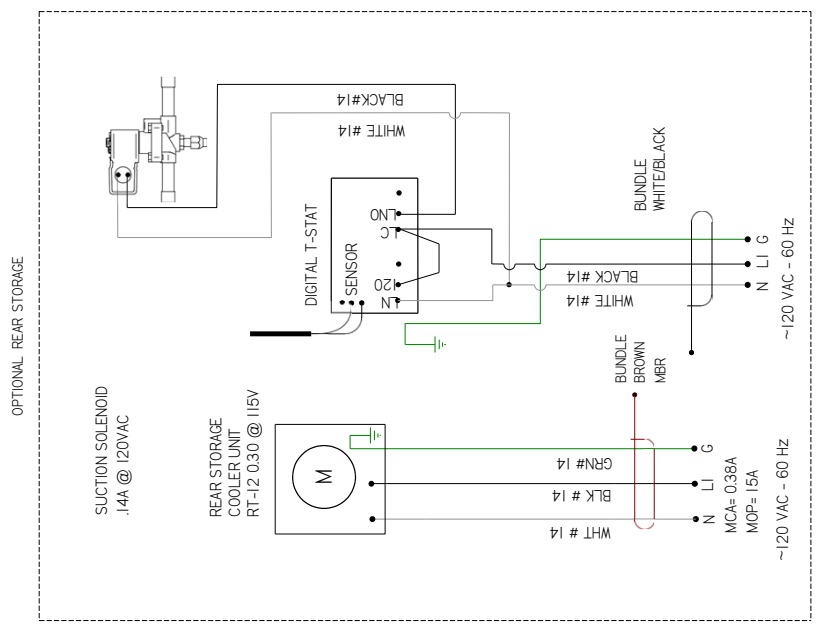 OPTIONAL REAR STORAGE
SUCTION SOLENOID
.14A @ 120VAC
BLACK#14
WHITE #14
DIGITAL T-STAT
SENSOR
LNO
LC
120
LN
BUNDLE
WHITE/BLACK
BLACK #14
WHITE #14
G
L1
N
~120 VAC - 60 Hz
REAR STORAGE
COOLER UNIT
RT-12 0.30 @ 115V
M
BUNDLE
BROWN
MBR
GRN# 14
BLK # 14
WHT # 14
G
L1
N
MCA= 0.38A
MOP= 15A
~120 VAC - 60 Hz